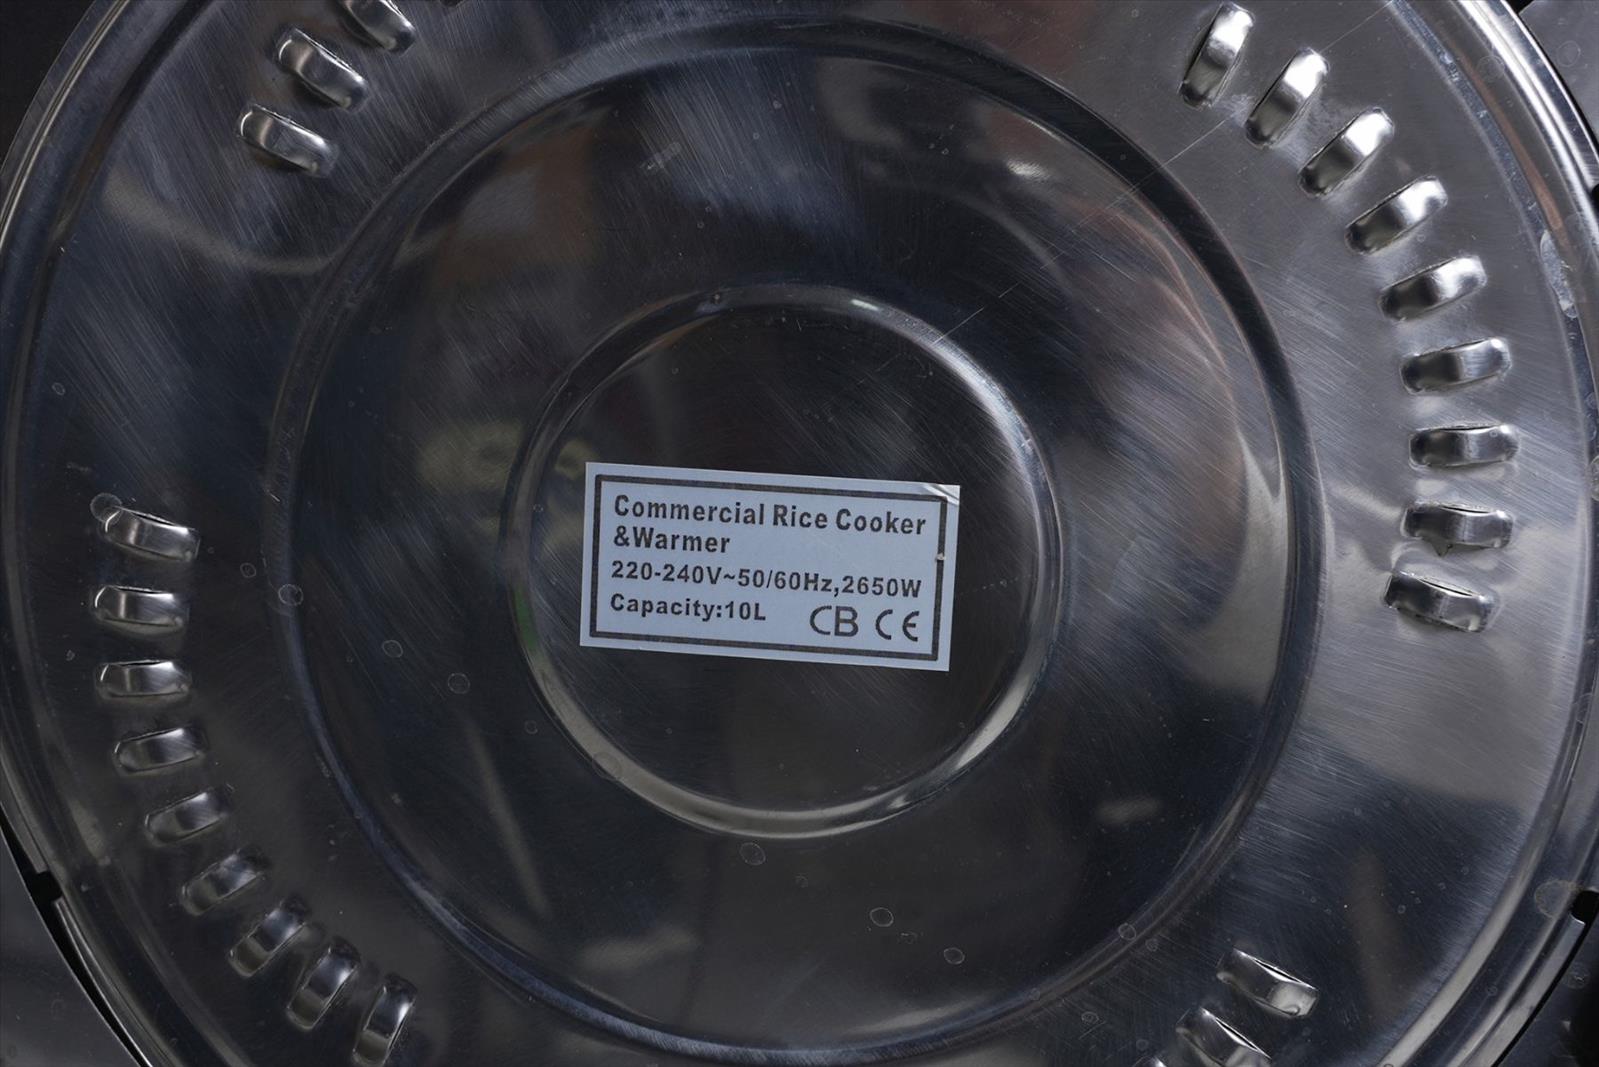 Commercial Rice Cooker
&Warmer
220-240V~50/60Hz,2650W
Capacity:10L CB CE